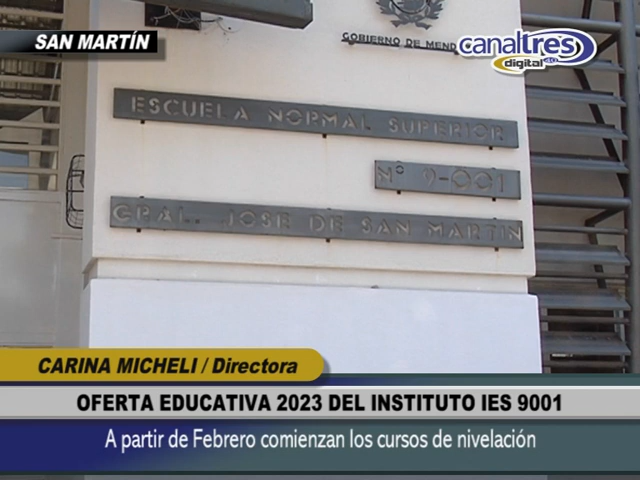 SAN MARTÍN
GOBIERNO DE MEND
canaltres
digital
ESCUELA NORMAL SUPERIOR
Nº 9-001
GRAL. JOSE DE SAN MARTIN
CARINA MICHELI / Directora
OFERTA EDUCATIVA 2023 DEL INSTITUTO IES 9001
A partir de Febrero comienzan los cursos de nivelación